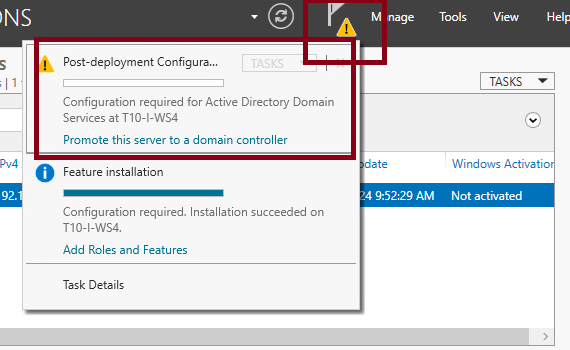 ONS
Manage Tools View Help
Post-deployment Configura... TASKS
Configuration required for Active Directory Domain
Services at T10-I-WS4
Promote this server to a domain controller
Feature installation
Configuration required. Installation succeeded on
T10-I-WS4.
Add Roles and Features
Task Details
TASKS
Pv4 pdate Windows Activation
92.1 24 9:52:29 AM Not activated